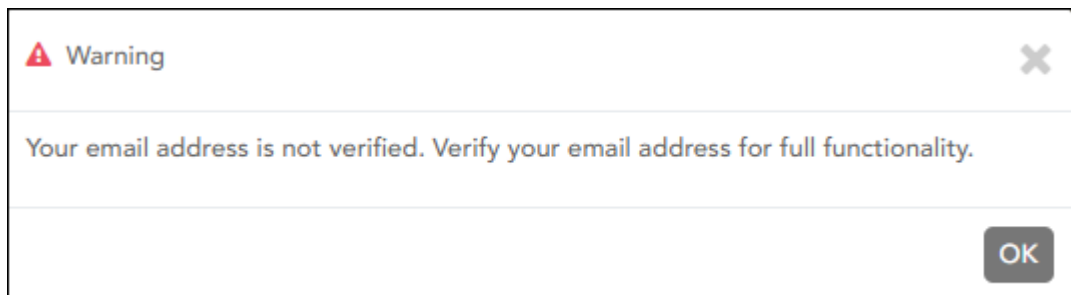 Warning
Your email address is not verified. Verify your email address for full functionality.
OK